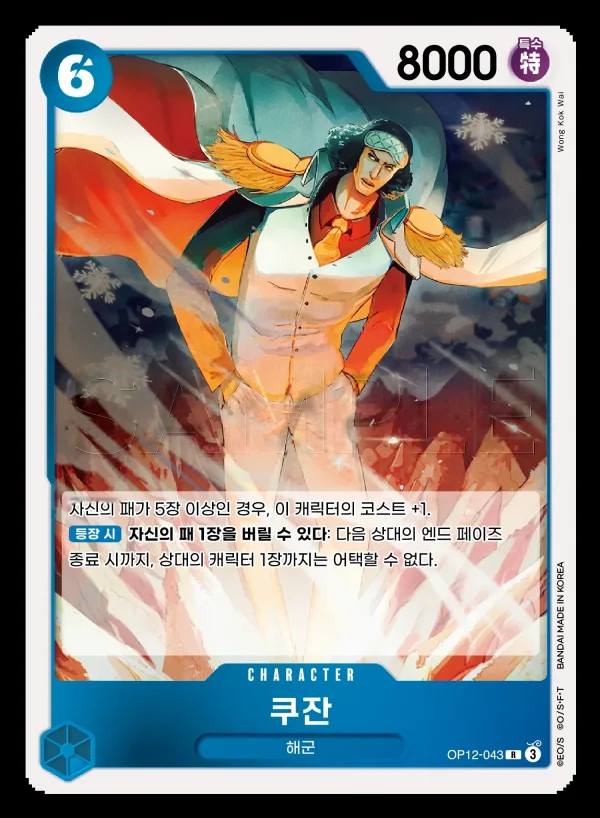 6
8000
특수
特
Wong Kok Wai
SAMPLE
자신의 패가 5장 이상인 경우, 이 캐릭터의 코스트 +1.
등장 시 자신의 패 1장을 버릴 수 있다: 다음 상대의 엔드 페이즈
종료 시까지, 상대의 캐릭터 1장까지는 어택할 수 없다.
CHARACTER
쿠잔
해군
OP12-043 R 3
©EO/S ©O/S·F·T BANDAI MADE IN KOREA